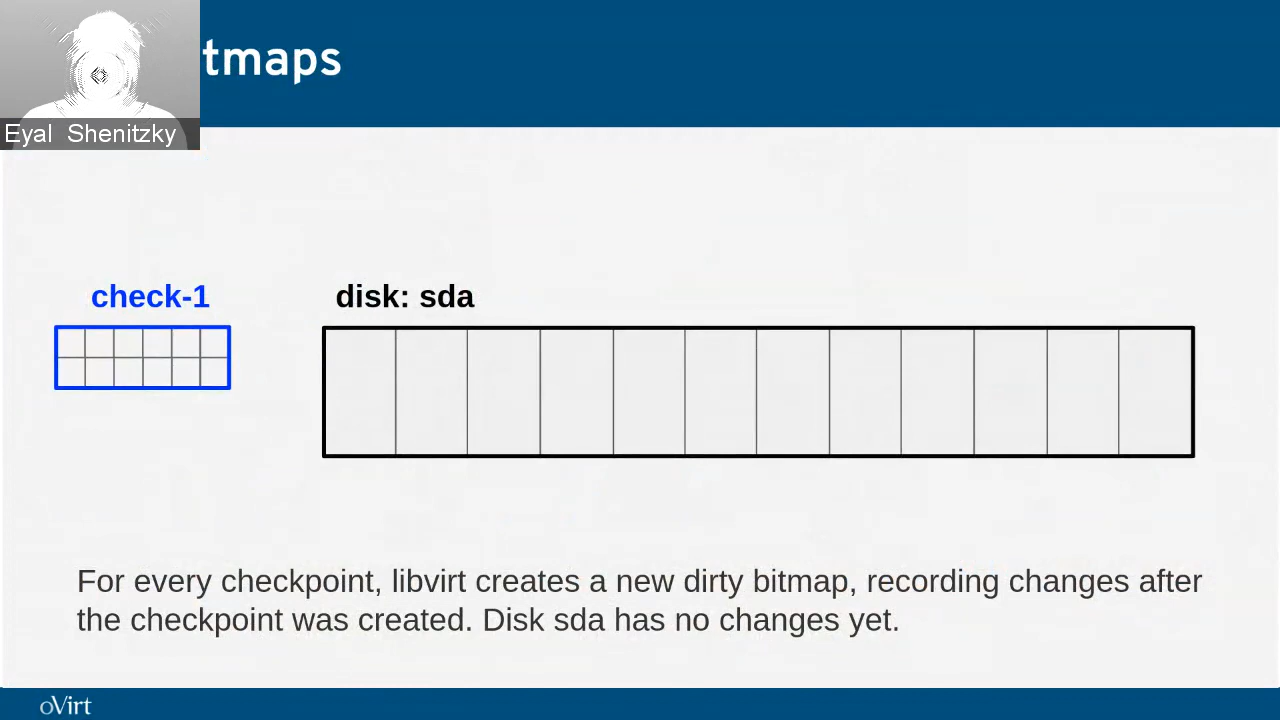 tmaps
Eyal Shenitzky
check-1
disk: sda
For every checkpoint, libvirt creates a new dirty bitmap, recording changes after
the checkpoint was created. Disk sda has no changes yet.
oVirt